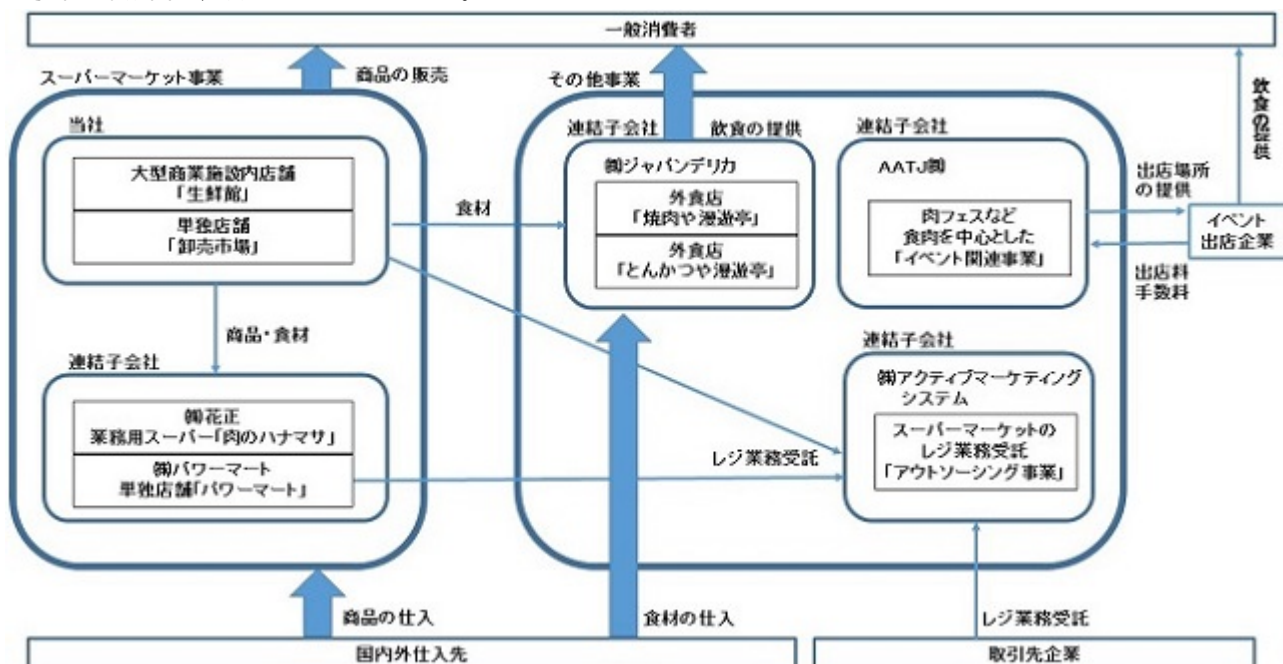 一般消費者
スーパーマーケット事業
商品の販売
その他事業
飲食の提供
当社
連結子会社
飲食の提供
連結子会社
大型商業施設内店舗
「生鮮館」
単独店舗
「卸売市場」
食材
㈱ジャパンデリカ
外食店
「焼肉や漫遊亭」
外食店
「とんかつや漫遊亭」
AATJ㈱
肉フェスなど
食肉を中心とした
「イベント関連事業」
出店場所
の提供
イベント
出店企業
出店料
手数料
商品・食材
連結子会社
㈱花正
業務用スーパー「肉のハナマサ」
㈱パワーマート
単独店舗「パワーマート」
レジ業務受託
連結子会社
㈱アクティブマーケティング
システム
スーパーマーケットの
レジ業務受託
「アウトソーシング事業」
商品の仕入
食材の仕入
レジ業務受託
国内外仕入先
取引先企業